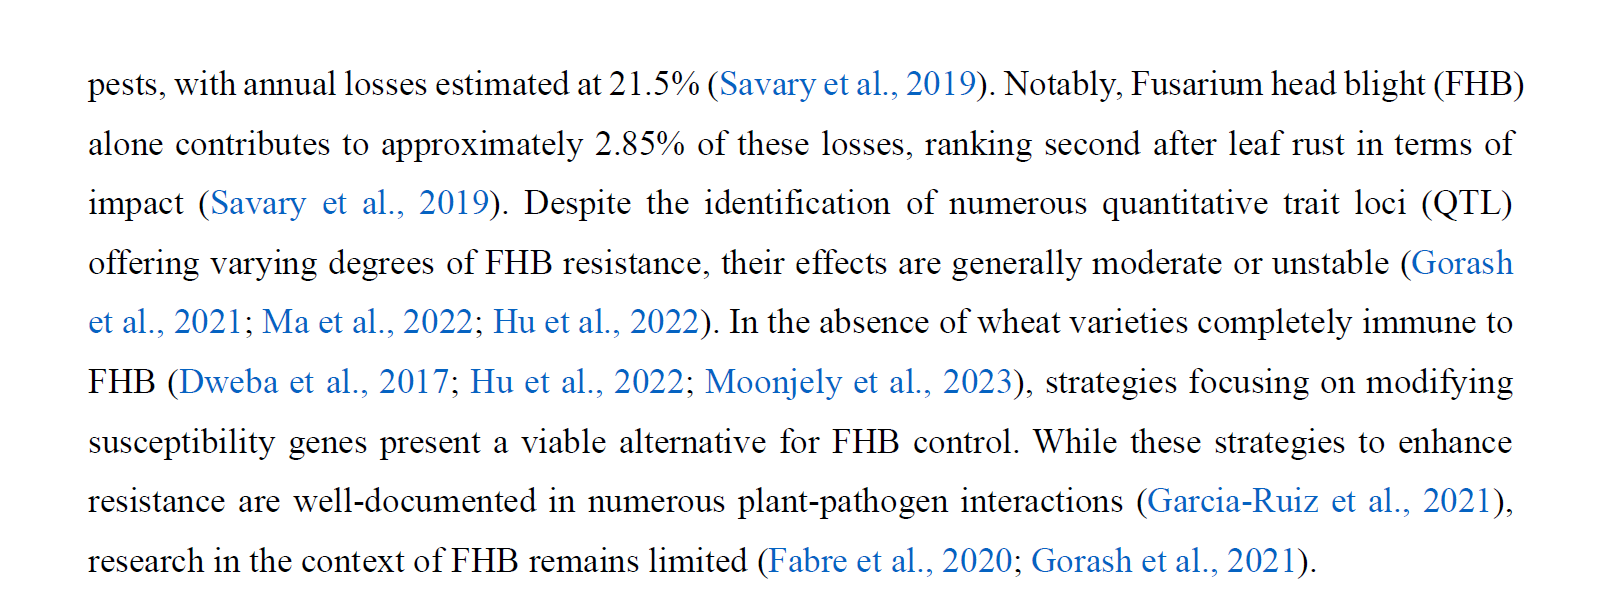 pests, with annual losses estimated at 21.5% (Savary et al., 2019). Notably, Fusarium head blight (FHB)
alone contributes to approximately 2.85% of these losses, ranking second after leaf rust in terms of
impact (Savary et al., 2019). Despite the identification of numerous quantitative trait loci (QTL)
offering varying degrees of FHB resistance, their effects are generally moderate or unstable (Gorash
et al., 2021; Ma et al., 2022; Hu et al., 2022). In the absence of wheat varieties completely immune to
FHB (Dweba et al., 2017; Hu et al., 2022; Moonjely et al., 2023), strategies focusing on modifying
susceptibility genes present a viable alternative for FHB control. While these strategies to enhance
resistance are well-documented in numerous plant-pathogen interactions (Garcia-Ruiz et al., 2021),
research in the context of FHB remains limited (Fabre et al., 2020; Gorash et al., 2021).